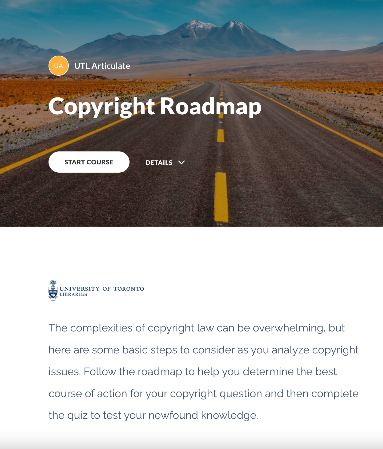 UA
UTL Articulate
Copyright Roadmap
START COURSE
DETAILS
UNIVERSITY OF TORONTO
LIBRARIES
The complexities of copyright law can be overwhelming, but
here are some basic steps to consider as you analyze copyright
issues. Follow the roadmap to help you determine the best
course of action for your copyright question and then complete
the quiz to test your newfound knowledge.